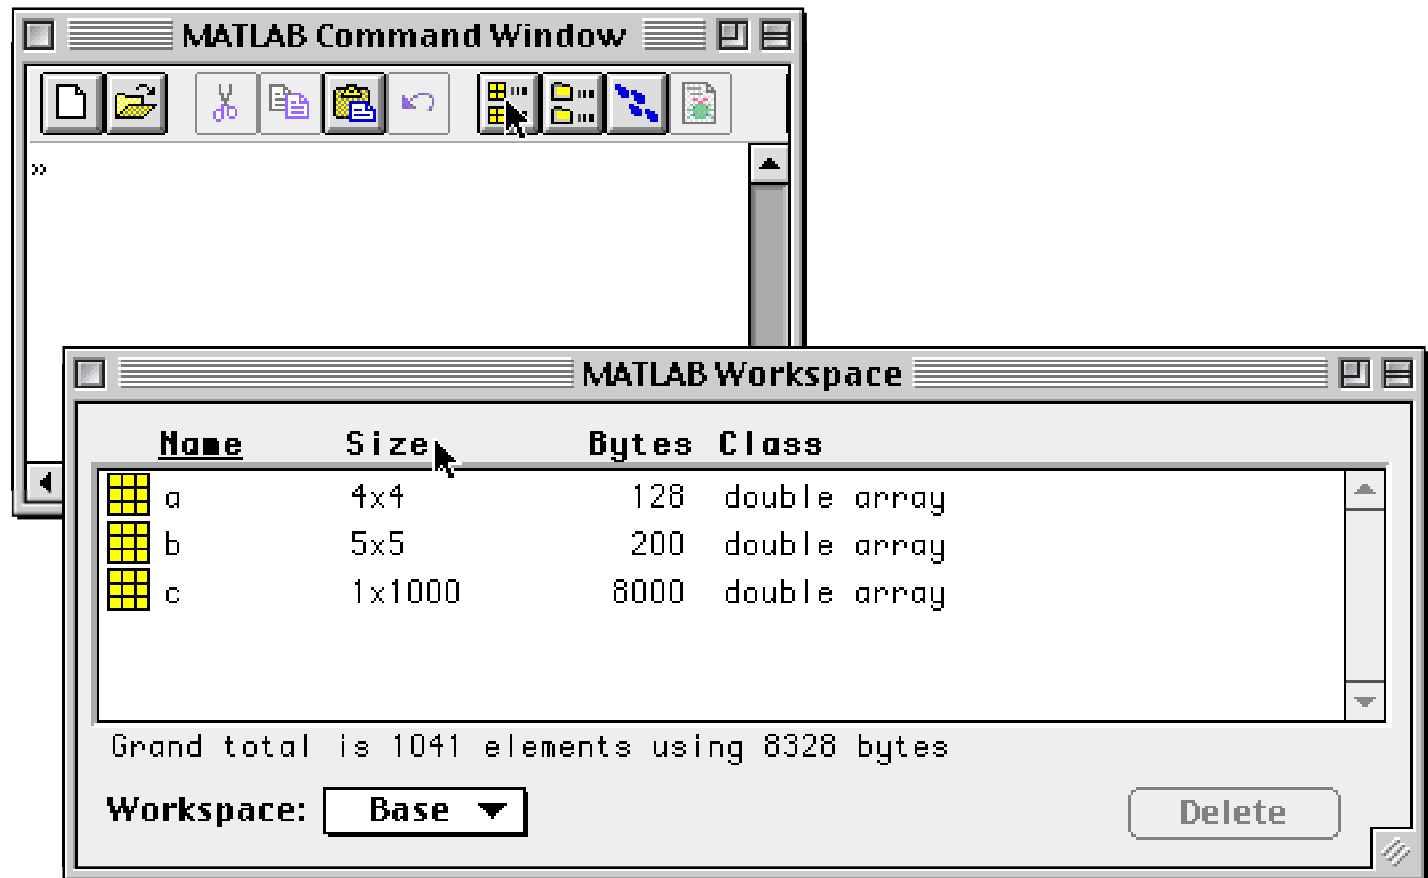 MATLAB Command Window
»
MATLAB Workspace
Name Size Bytes Class
a 4x4 128 double array
b 5x5 200 double array
c 1x1000 8000 double array
Grand total is 1041 elements using 8328 bytes
Workspace: Base
Delete